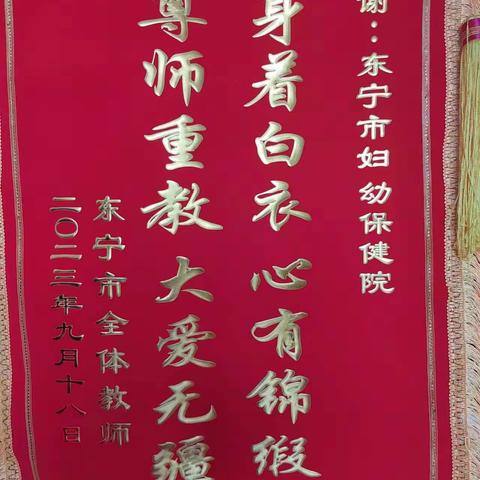 谢：东宁市妇幼保健院
身着白衣心有锦缎
尊师重教大爱无疆
东宁市全体教师
二〇二三年九月十八日